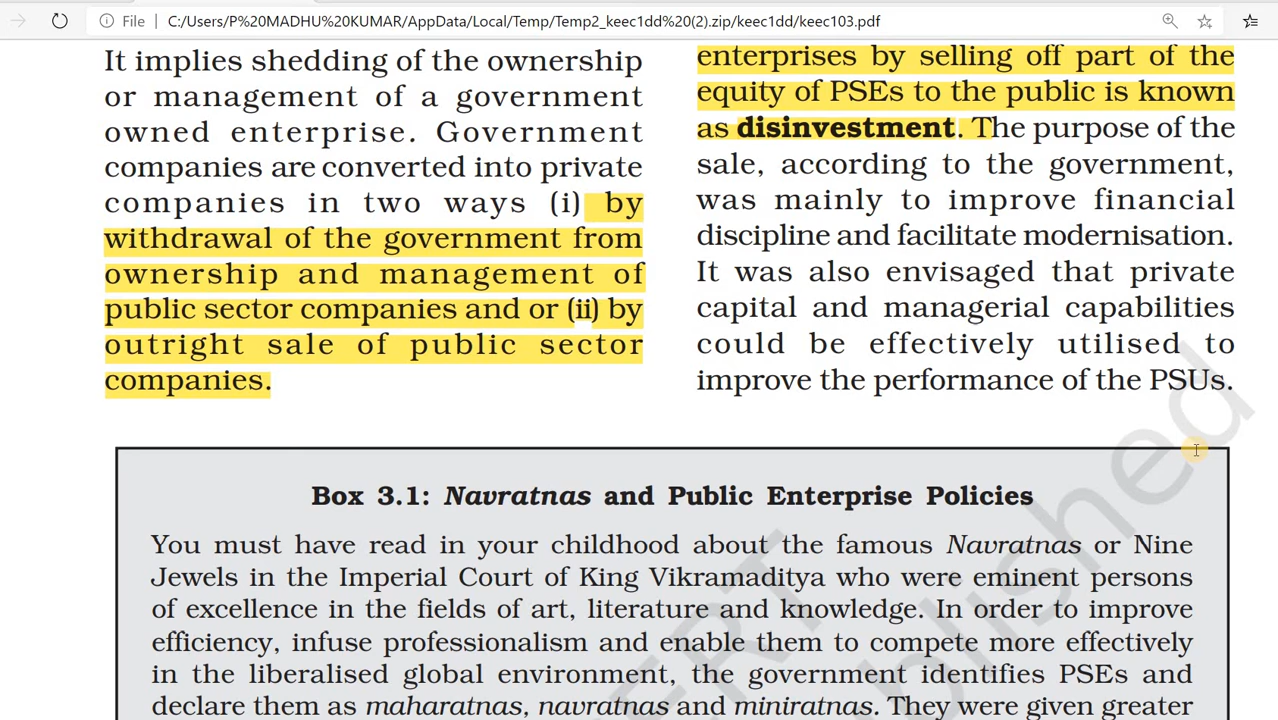 File
C:/Users/P%20MADHU%20KUMAR/AppData/Local/Temp/Temp2_keec1dd%20(2).zip/keec1dd/keec103.pdf
It implies shedding of the ownership
or management of a government
owned enterprise. Government
companies are converted into private
companies in two ways (i) by
withdrawal of the government from
ownership and management of
public sector companies and or (ii) by
outright sale of public sector
companies.
enterprises by selling off part of the
equity of PSEs to the public is known
as disinvestment. The purpose of the
sale, according to the government,
was mainly to improve financial
discipline and facilitate modernisation.
It was also envisaged that private
capital and managerial capabilities
could be effectively utilised to
improve the performance of the PSUs.
Box 3.1: Navratnas and Public Enterprise Policies
You must have read in your childhood about the famous Navratnas or Nine
Jewels in the Imperial Court of King Vikramaditya who were eminent persons
of excellence in the fields of art, literature and knowledge. In order to improve
efficiency, infuse professionalism and enable them to compete more effectively
in the liberalised global environment, the government identifies PSEs and
declare them as maharatnas, navratnas and miniratnas. They were given greater